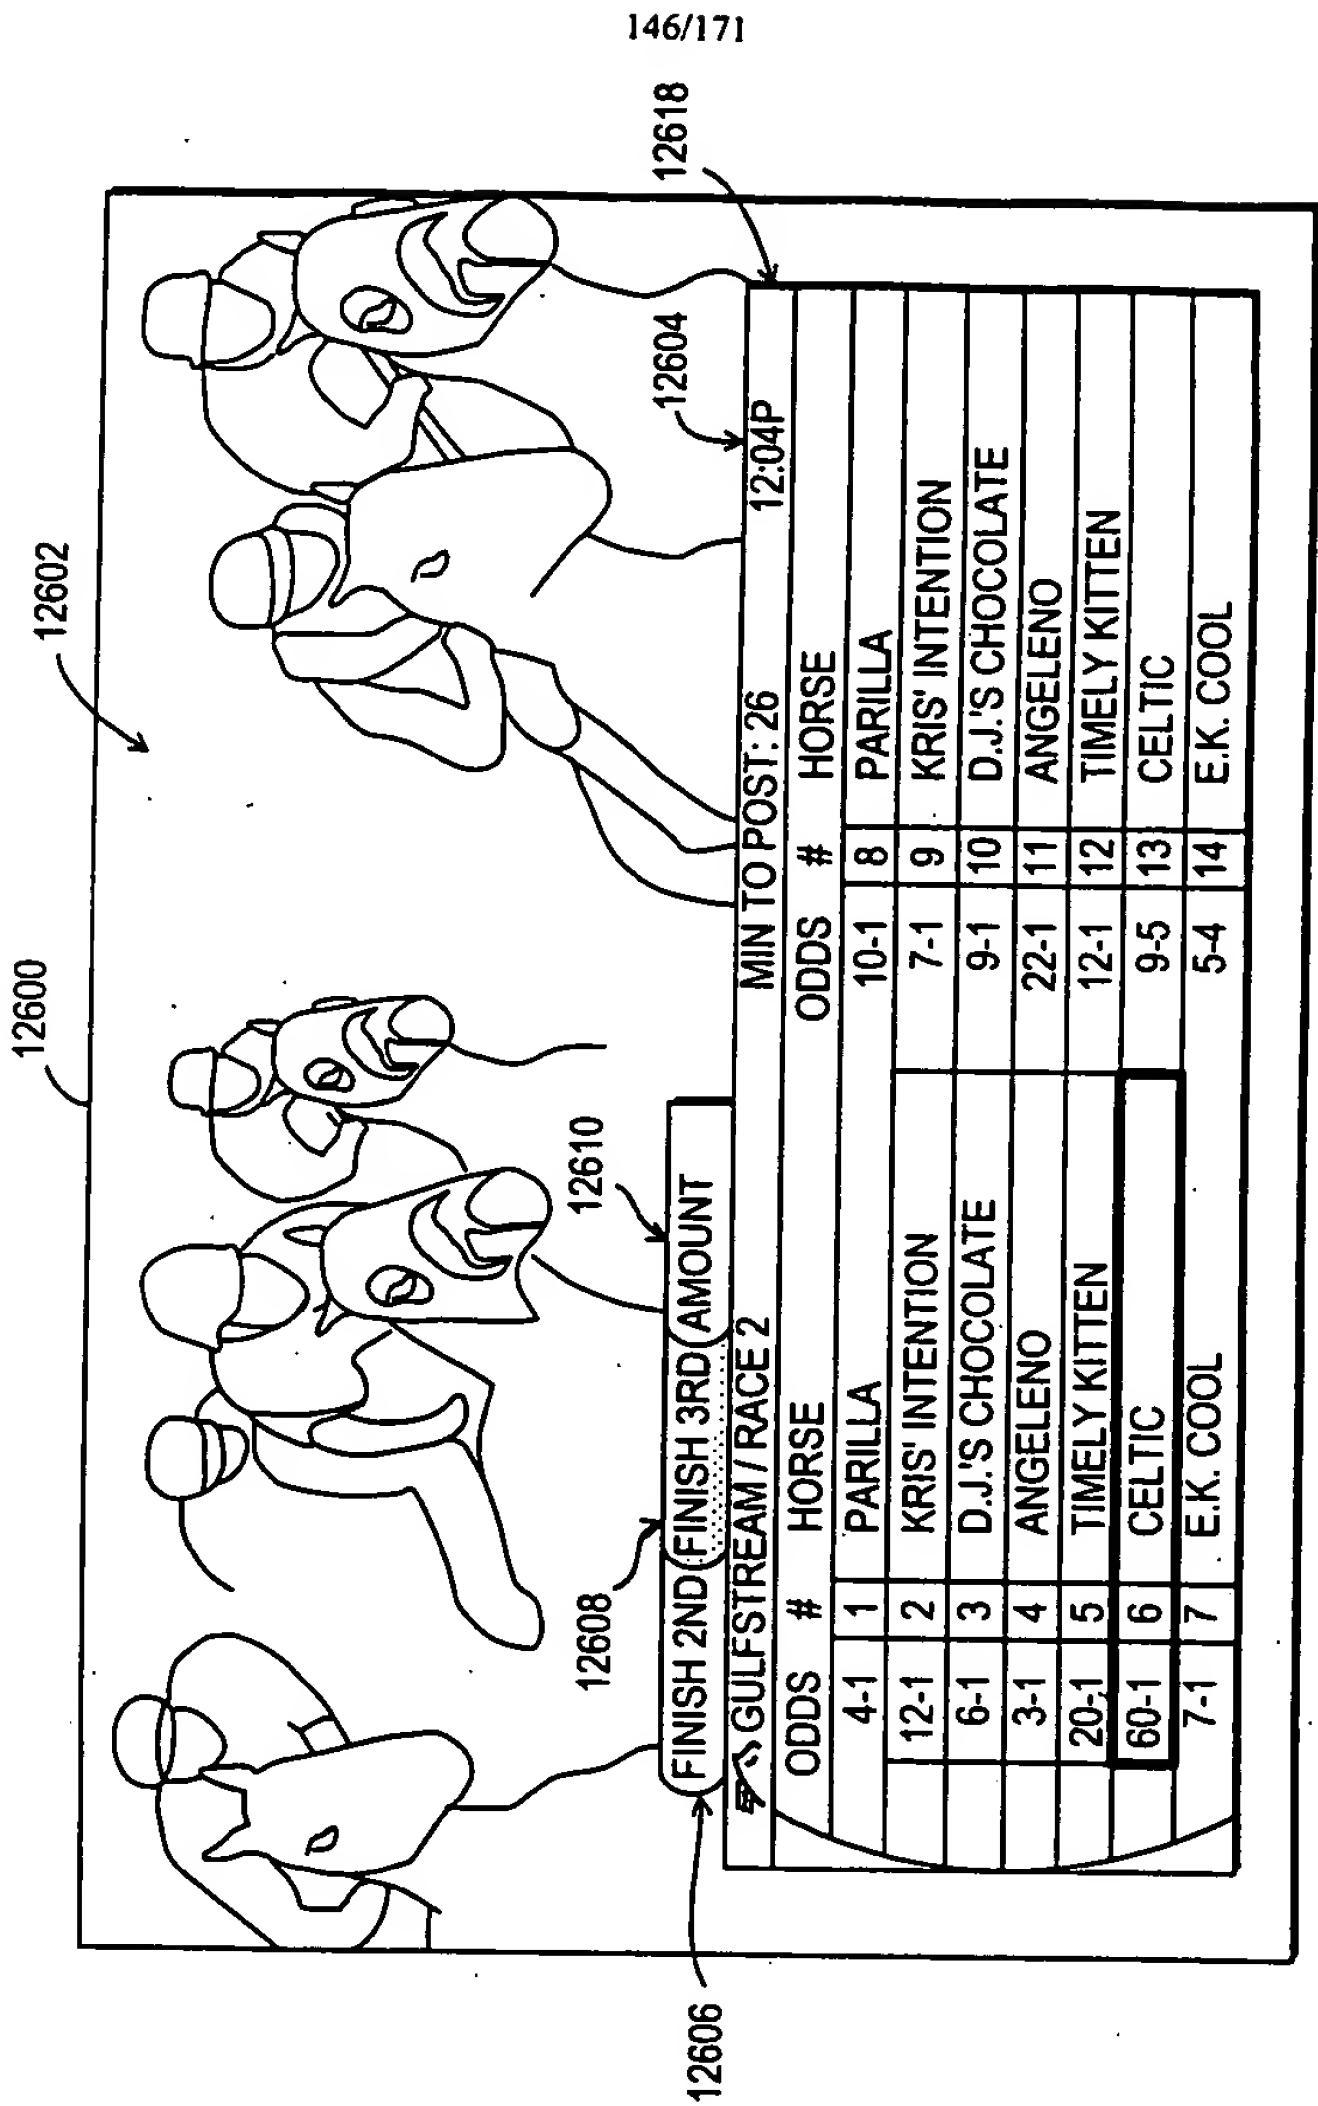 146/171
12600
12602
12618
12604
12610
12608
12606
FINISH 2ND FINISH 3RD AMOUNT
GULFSTREAM / RACE 2 MIN TO POST: 26 12:04P
ODDS # HORSE ODDS # HORSE
4-1 1 PARILLA 10-1 8 PARILLA
12-1 2 KRIS' INTENTION 7-1 9 KRIS' INTENTION
6-1 3 D.J.'S CHOCOLATE 9-1 10 D.J.'S CHOCOLATE
3-1 4 ANGELENO 22-1 11 ANGELENO
20-1 5 TIMELY KITTEN 12-1 12 TIMELY KITTEN
60-1 6 CELTIC 9-5 13 CELTIC
7-1 7 E.K. COOL 5-4 14 E.K. COOL